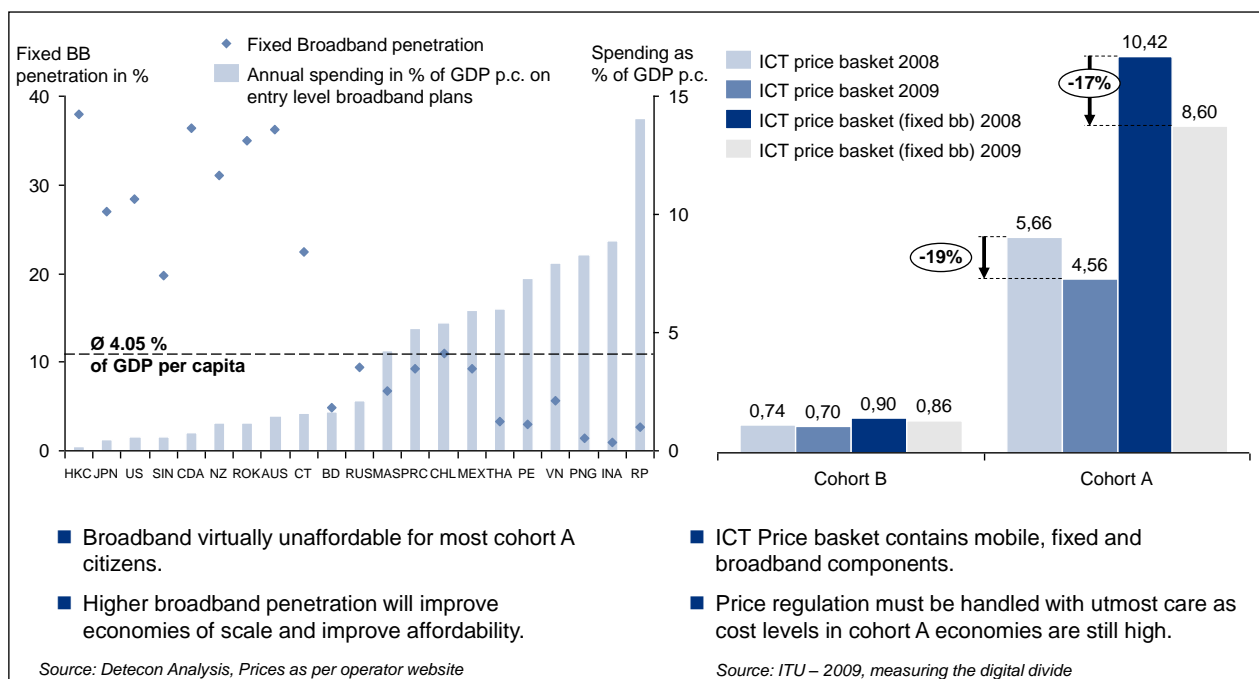 Fixed BB
penetration in %
Fixed Broadband penetration
Annual spending in % of GDP p.c. on
entry level broadband plans
Spending as
% of GDP p.c.
40
30
20
10
0
15
10
5
0
Ø 4.05 %
of GDP per capita
HKC JPN US SIN CDA NZ ROK AUS CT BD RUS MAS PRC CHL MEX THA PE VN PNG INA RP
Broadband virtually unaffordable for most cohort A
citizens.
Higher broadband penetration will improve
economies of scale and improve affordability.
Source: Detecon Analysis, Prices as per operator website
ICT price basket 2008
ICT price basket 2009
ICT price basket (fixed bb) 2008
ICT price basket (fixed bb) 2009
0,74
0,70
0,90
0,86
5,66
-19%
4,56
10,42
-17%
8,60
Cohort B
Cohort A
ICT Price basket contains mobile, fixed and
broadband components.
Price regulation must be handled with utmost care as
cost levels in cohort A economies are still high.
Source: ITU – 2009, measuring the digital divide